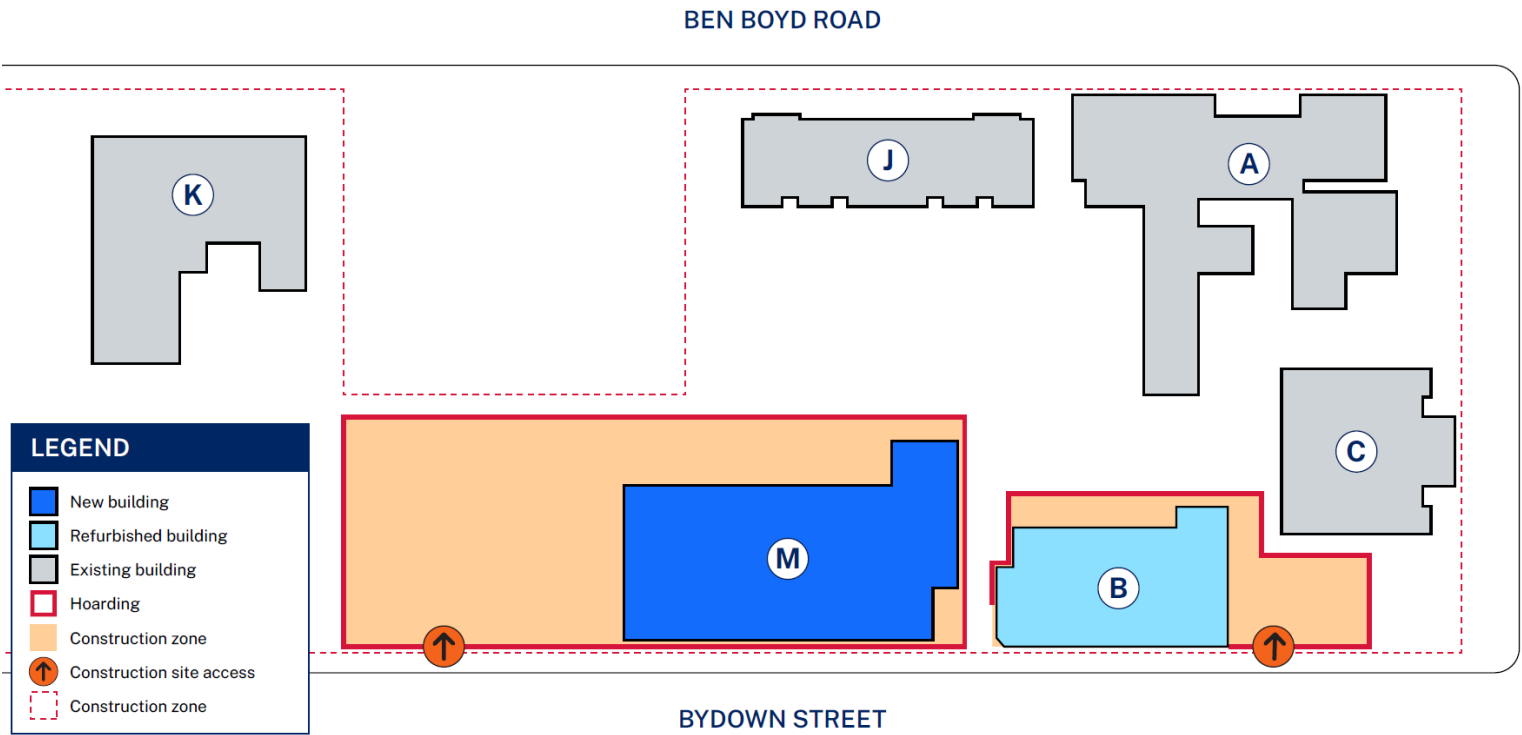 BEN BOYD ROAD
K
J
A
C
M
B
LEGEND
New building
Refurbished building
Existing building
Hoarding
Construction zone
Construction site access
Construction zone
BYDOWN STREET